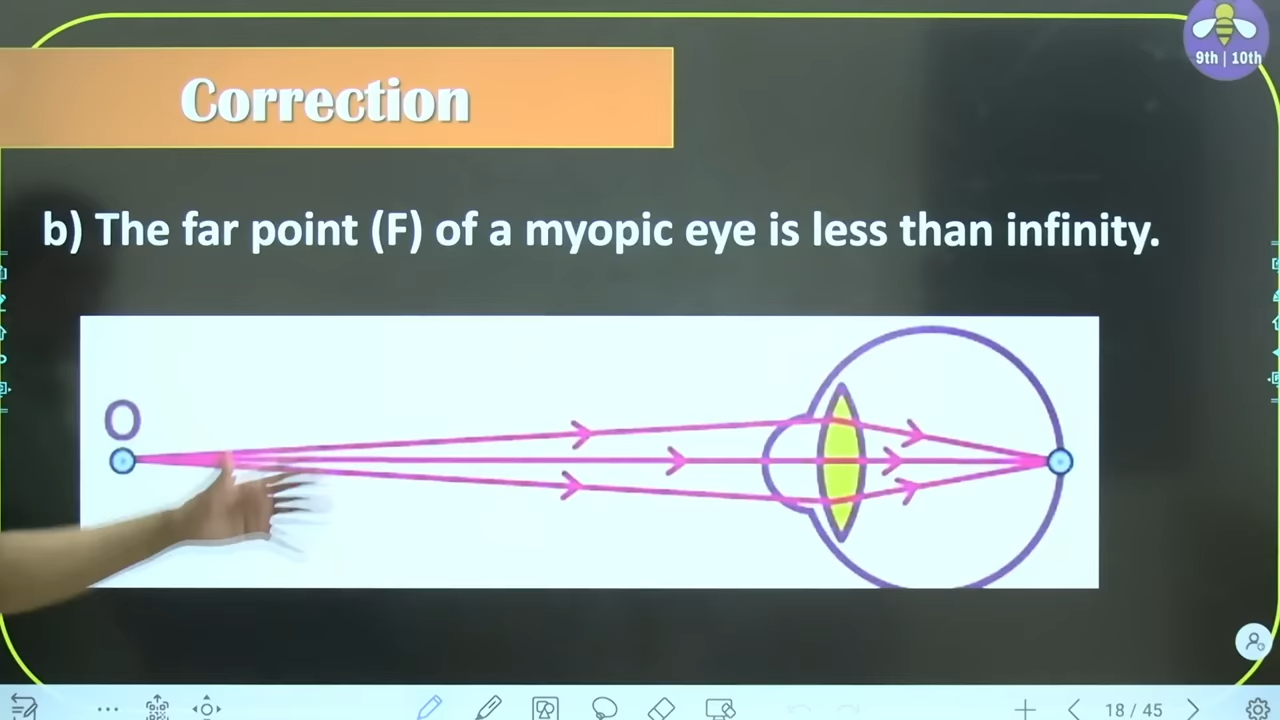 9th | 10th
Correction
b) The far point (F) of a myopic eye is less than infinity.
O
18 / 45